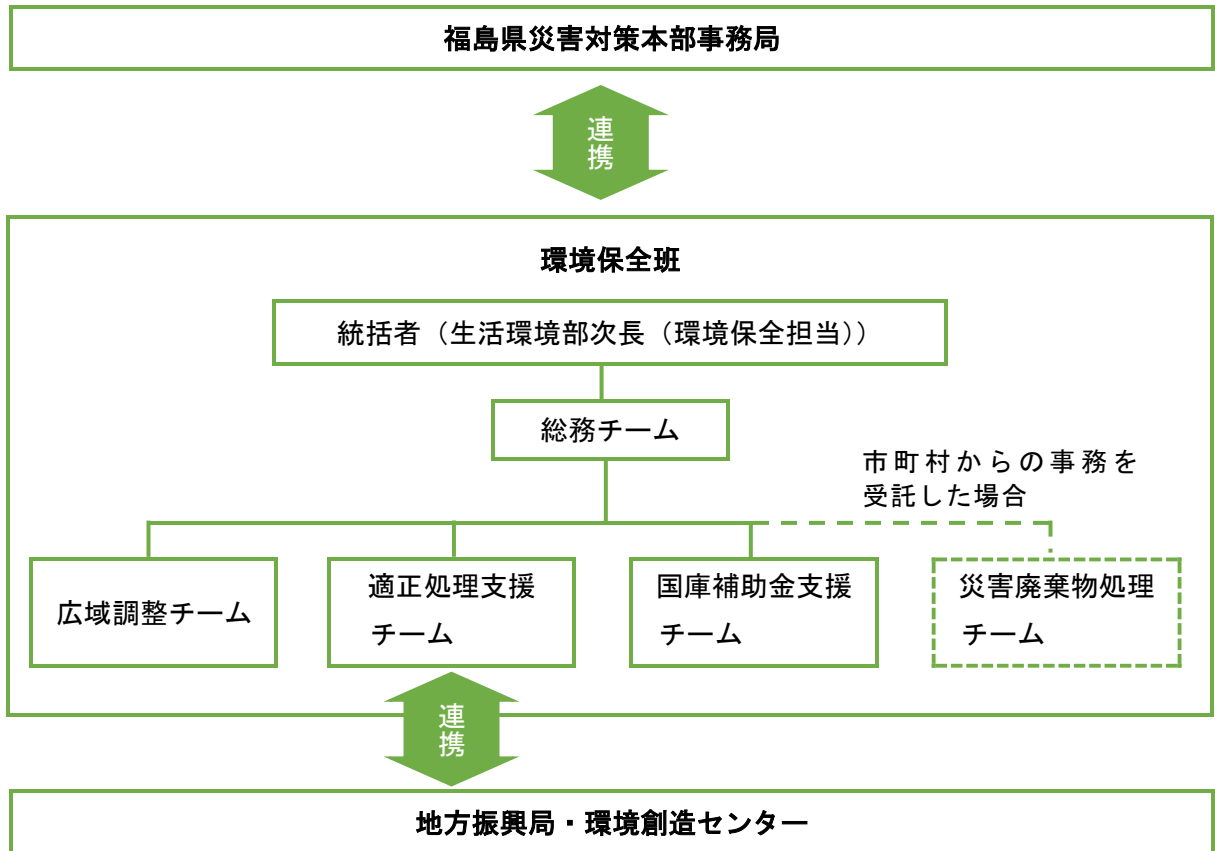 福島県災害対策本部事務局
連携
環境保全班
統括者（生活環境部次長（環境保全担当））
総務チーム
市町村からの事務を
受託した場合
広域調整チーム
適正処理支援
チーム
国庫補助金支援
チーム
災害廃棄物処理
チーム
連携
地方振興局・環境創造センター